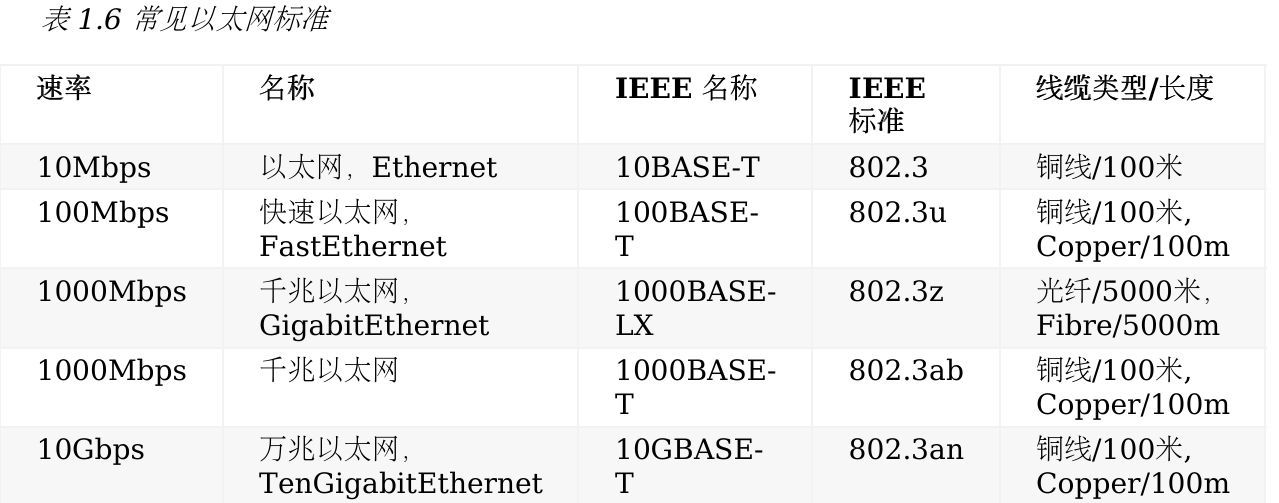 表 1.6 常见以太网标准
速率 名称 IEEE 名称 IEEE 标准 线缆类型/长度
10Mbps 以太网，Ethernet 10BASE-T 802.3 铜线/100米
100Mbps 快速以太网，FastEthernet 100BASE-T 802.3u 铜线/100米, Copper/100m
1000Mbps 千兆以太网，GigabitEthernet 1000BASE-LX 802.3z 光纤/5000米，Fibre/5000m
1000Mbps 千兆以太网 1000BASE-T 802.3ab 铜线/100米, Copper/100m
10Gbps 万兆以太网，TenGigabitEthernet 10GBASE-T 802.3an 铜线/100米, Copper/100m